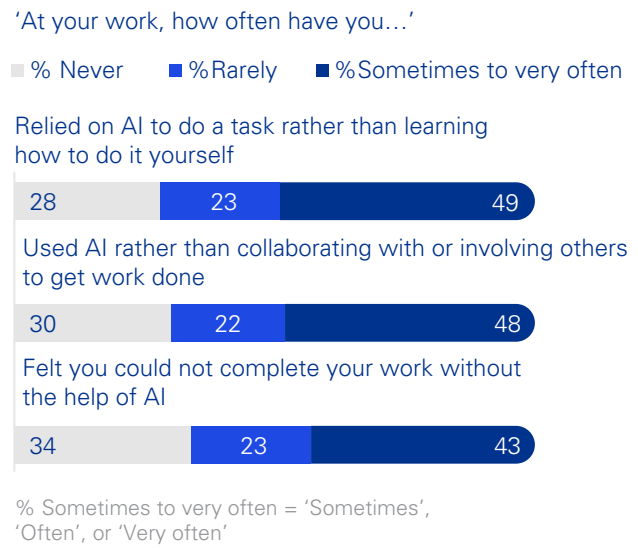 ‘At your work, how often have you…’
% Never %Rarely %Sometimes to very often
Relied on AI to do a task rather than learning
how to do it yourself
28 23 49
Used AI rather than collaborating with or involving others
to get work done
30 22 48
Felt you could not complete your work without
the help of AI
34 23 43
% Sometimes to very often = ‘Sometimes’,
‘Often’, or ‘Very often’